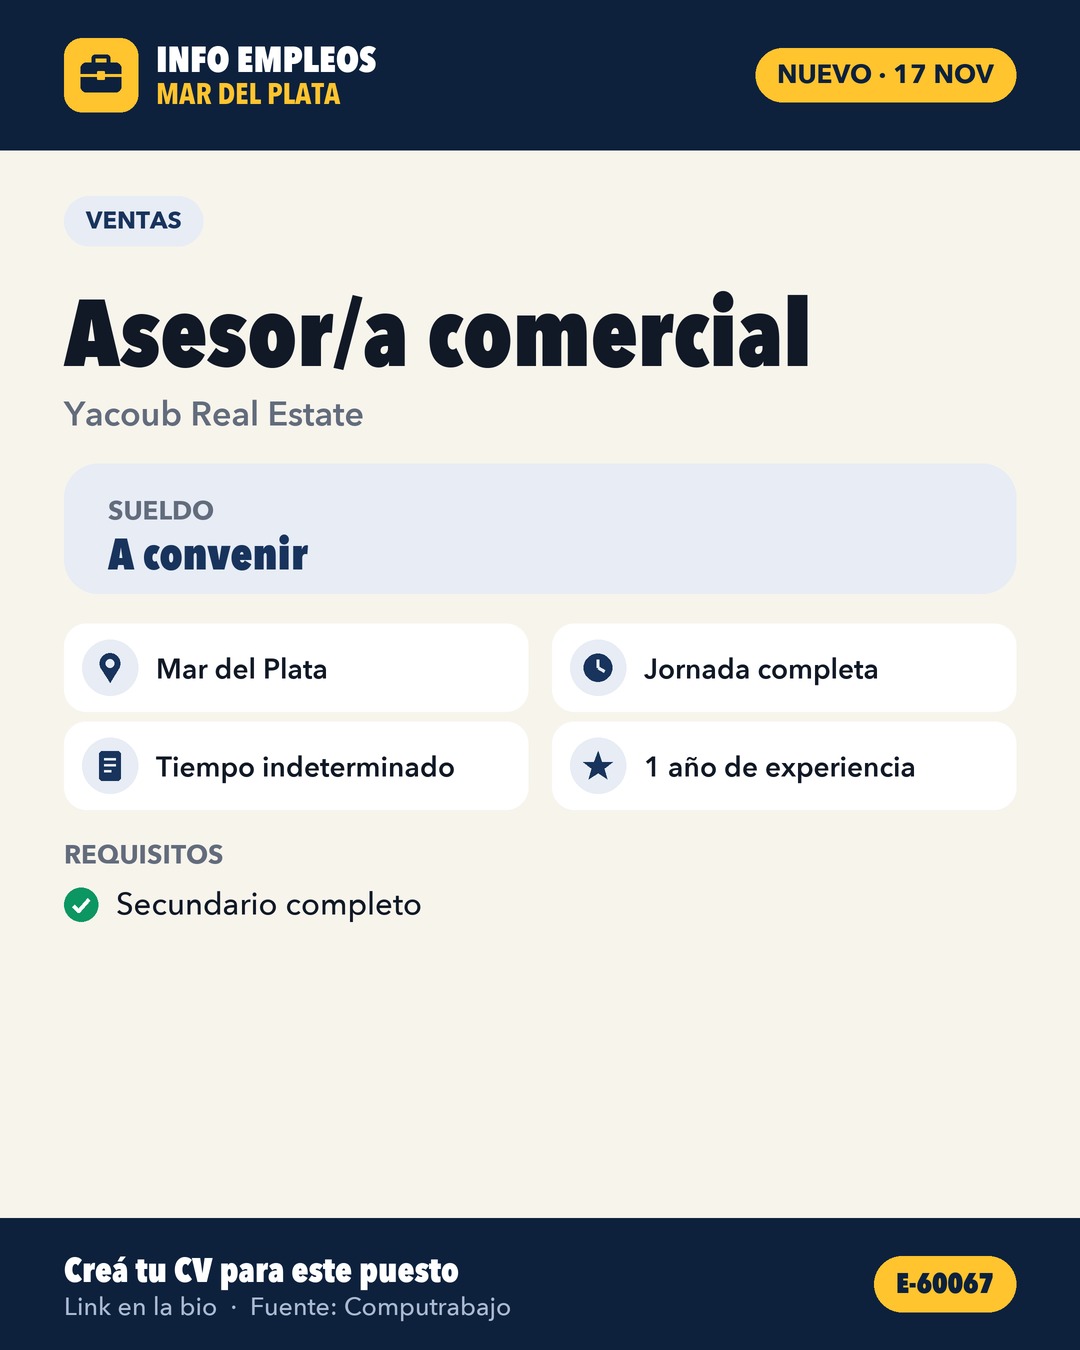 INFO EMPLEOS
MAR DEL PLATA
NUEVO · 17 NOV
VENTAS
Asesor/a comercial
Yacoub Real Estate
SUELDO
A convenir
Mar del Plata
Jornada completa
Tiempo indeterminado
1 año de experiencia
REQUISITOS
Secundario completo
Creá tu CV para este puesto
Link en la bio · Fuente: Computrabajo
E-60067